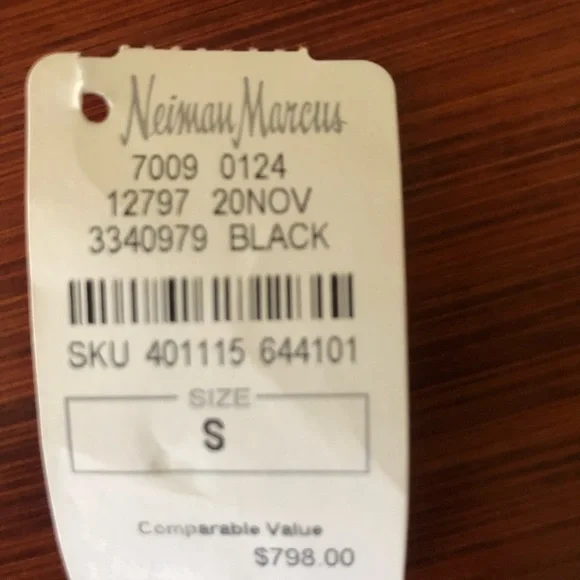 Neiman Marcus
7009 0124
12797 20NOV
3340979 BLACK
SKU 401115 644101
SIZE
S
Comparable Value
$798.00